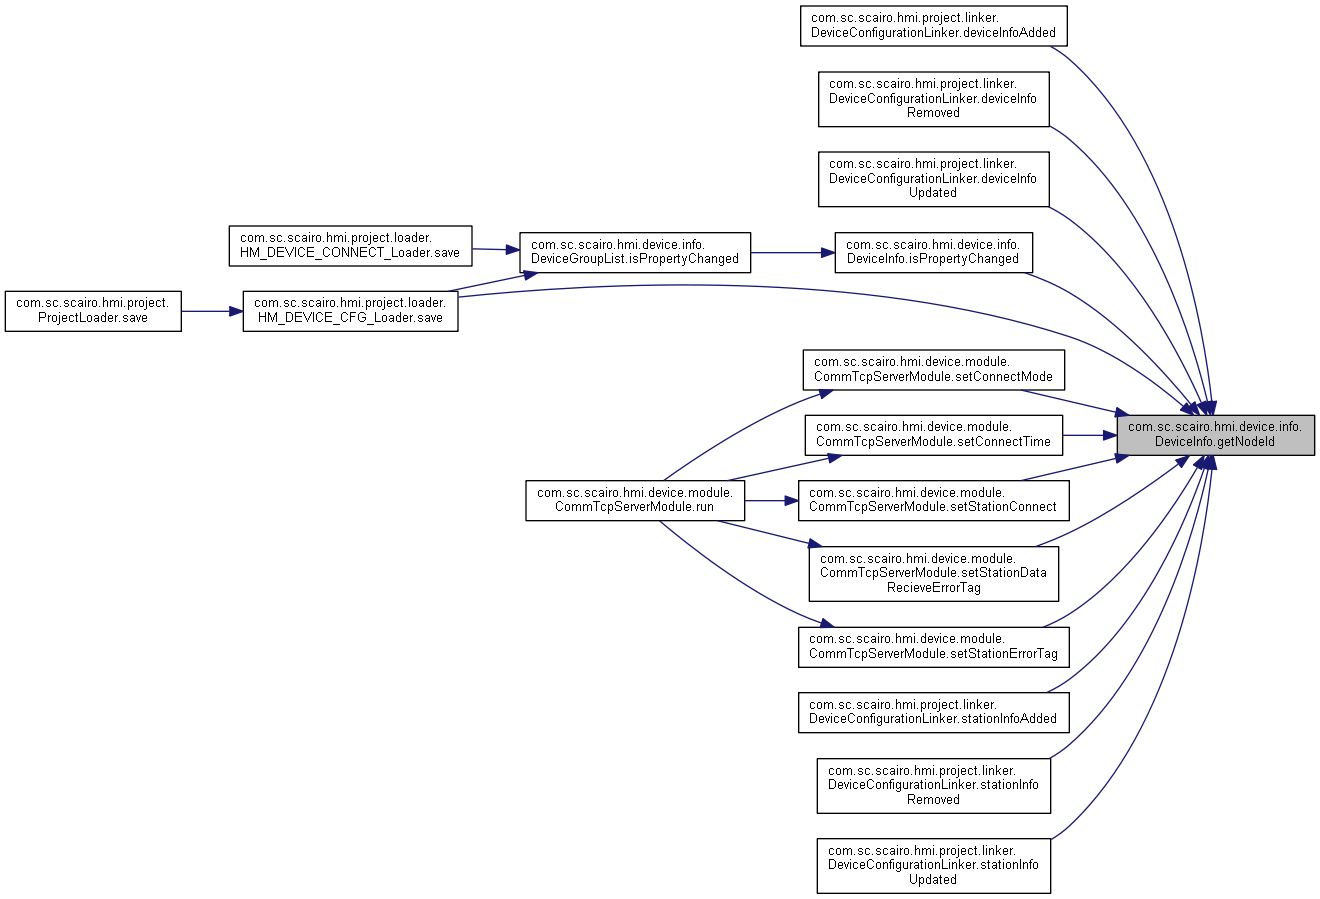 com.sc.scairo.hmi.project.linker.
DeviceConfigurationLinker.deviceInfoAdded
com.sc.scairo.hmi.project.linker.
DeviceConfigurationLinker.deviceInfo
Removed
com.sc.scairo.hmi.project.linker.
DeviceConfigurationLinker.deviceInfo
Updated
com.sc.scairo.hmi.project.loader.
HM_DEVICE_CONNECT_Loader.save
com.sc.scairo.hmi.device.info.
DeviceGroupList.isPropertyChanged
com.sc.scairo.hmi.device.info.
DeviceInfo.isPropertyChanged
com.sc.scairo.hmi.project.
ProjectLoader.save
com.sc.scairo.hmi.project.loader.
HM_DEVICE_CFG_Loader.save
com.sc.scairo.hmi.device.module.
CommTcpServerModule.setConnectMode
com.sc.scairo.hmi.device.module.
CommTcpServerModule.setConnectTime
com.sc.scairo.hmi.device.info.
DeviceInfo.getNodeId
com.sc.scairo.hmi.device.module.
CommTcpServerModule.run
com.sc.scairo.hmi.device.module.
CommTcpServerModule.setStationConnect
com.sc.scairo.hmi.device.module.
CommTcpServerModule.setStationData
RecieveErrorTag
com.sc.scairo.hmi.device.module.
CommTcpServerModule.setStationErrorTag
com.sc.scairo.hmi.project.linker.
DeviceConfigurationLinker.stationInfoAdded
com.sc.scairo.hmi.project.linker.
DeviceConfigurationLinker.stationInfo
Removed
com.sc.scairo.hmi.project.linker.
DeviceConfigurationLinker.stationInfo
Updated